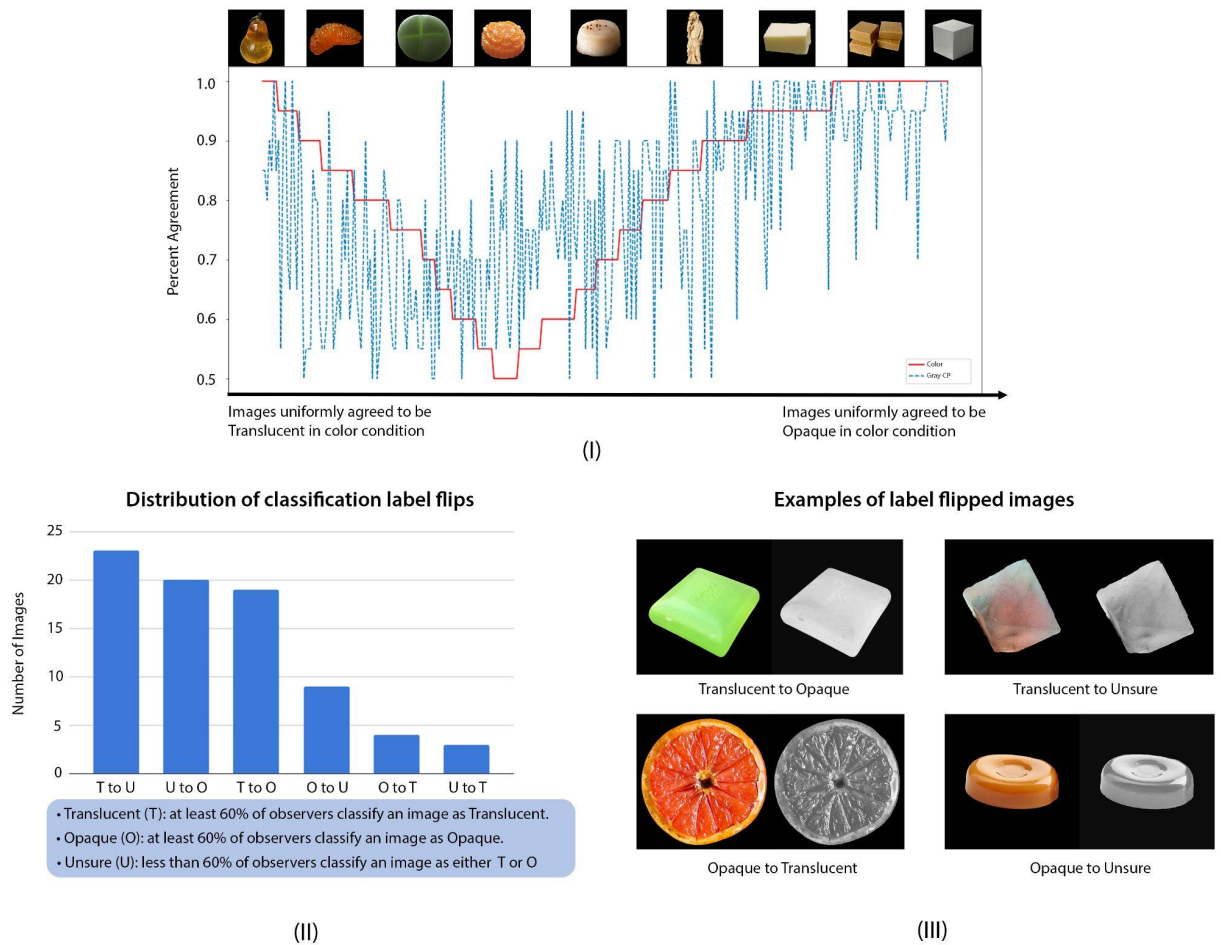 1.0
0.9
0.8
0.7
0.6
0.5
Percent Agreement
Color
Gray-CP
Images uniformly agreed to be
Translucent in color condition
Images uniformly agreed to be
Opaque in color condition
(I)
Distribution of classification label flips
25
20
15
10
5
0
Number of Images
T to U
U to O
T to O
O to U
O to T
U to T
• Translucent (T): at least 60% of observers classify an image as Translucent.
• Opaque (O): at least 60% of observers classify an image as Opaque.
• Unsure (U): less than 60% of observers classify an image as either T or O
(II)
Examples of label flipped images
Translucent to Opaque
Translucent to Unsure
Opaque to Translucent
Opaque to Unsure
(III)